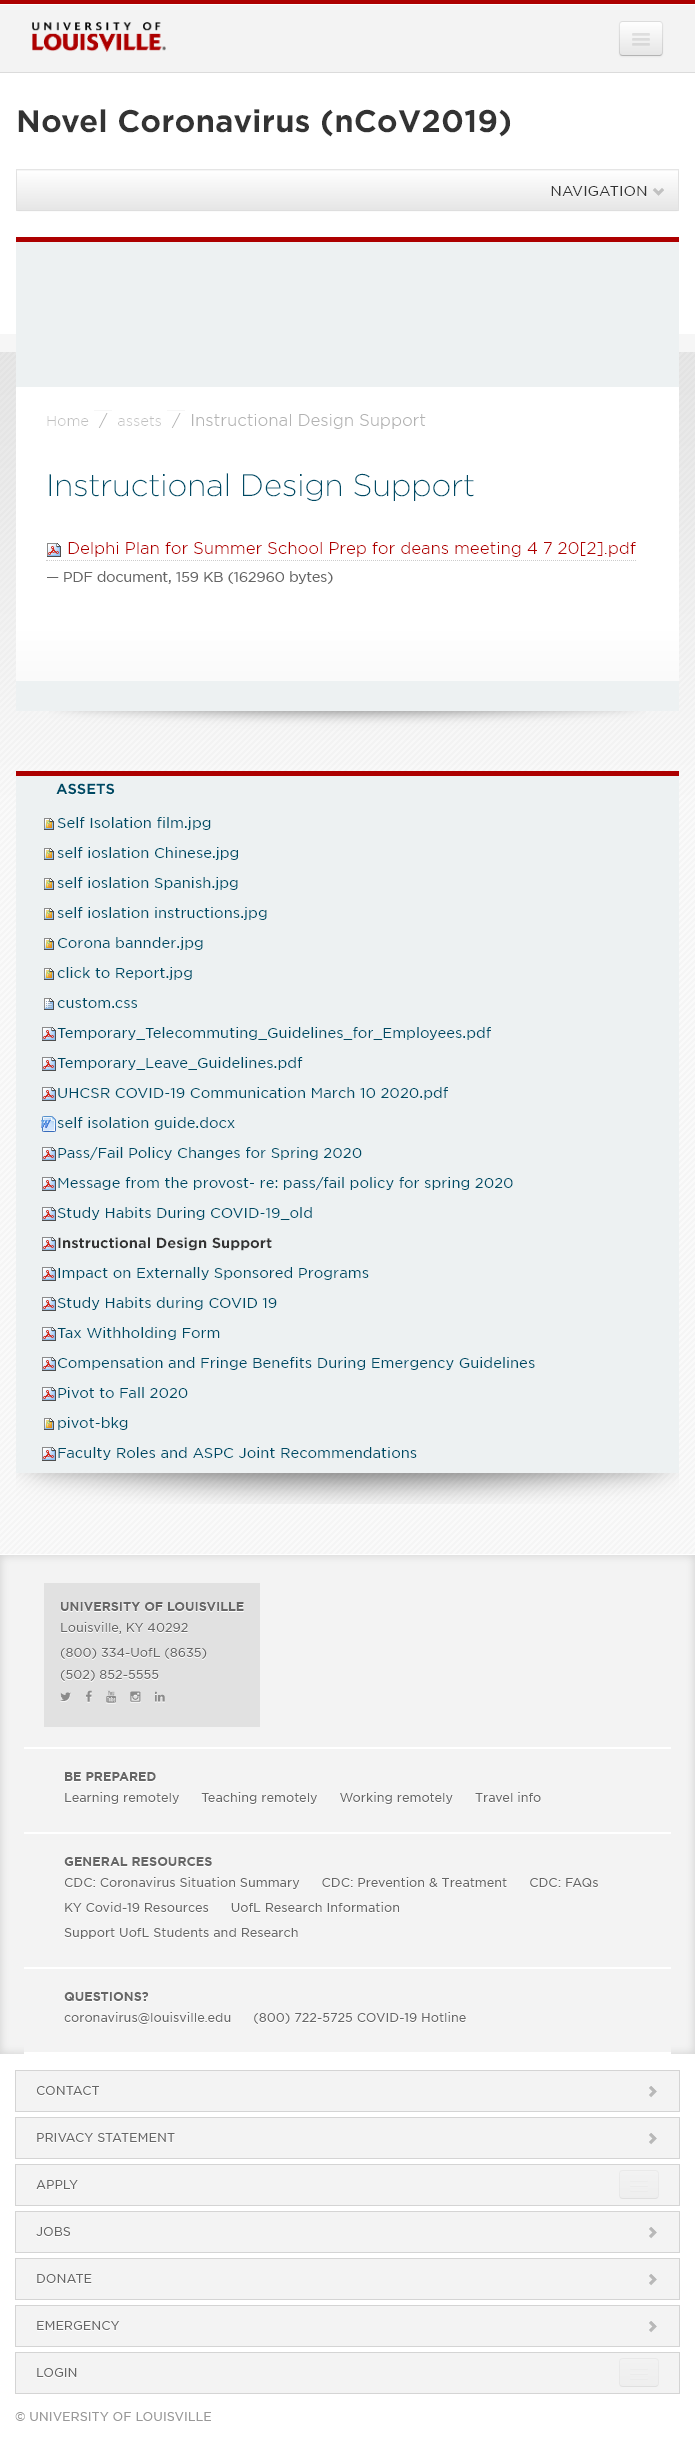 UNIVERSITY OF
LOUISVILLE.
Novel Coronavirus (nCoV2019)
NAVIGATION
Home / assets / Instructional Design Support
Instructional Design Support
Delphi Plan for Summer School Prep for deans meeting 4 7 20[2].pdf
— PDF document, 159 KB (162960 bytes)
ASSETS
Self Isolation film.jpg
self ioslation Chinese.jpg
self ioslation Spanish.jpg
self ioslation instructions.jpg
Corona bannder.jpg
click to Report.jpg
custom.css
Temporary_Telecommuting_Guidelines_for_Employees.pdf
Temporary_Leave_Guidelines.pdf
UHCSR COVID-19 Communication March 10 2020.pdf
self isolation guide.docx
Pass/Fail Policy Changes for Spring 2020
Message from the provost- re: pass/fail policy for spring 2020
Study Habits During COVID-19_old
Instructional Design Support
Impact on Externally Sponsored Programs
Study Habits during COVID 19
Tax Withholding Form
Compensation and Fringe Benefits During Emergency Guidelines
Pivot to Fall 2020
pivot-bkg
Faculty Roles and ASPC Joint Recommendations
UNIVERSITY OF LOUISVILLE
Louisville, KY 40292
(800) 334-UofL (8635)
(502) 852-5555
BE PREPARED
Learning remotely Teaching remotely Working remotely Travel info
GENERAL RESOURCES
CDC: Coronavirus Situation Summary CDC: Prevention & Treatment CDC: FAQs
KY Covid-19 Resources UofL Research Information
Support UofL Students and Research
QUESTIONS?
coronavirus@louisville.edu (800) 722-5725 COVID-19 Hotline
CONTACT
PRIVACY STATEMENT
APPLY
JOBS
DONATE
EMERGENCY
LOGIN
© UNIVERSITY OF LOUISVILLE